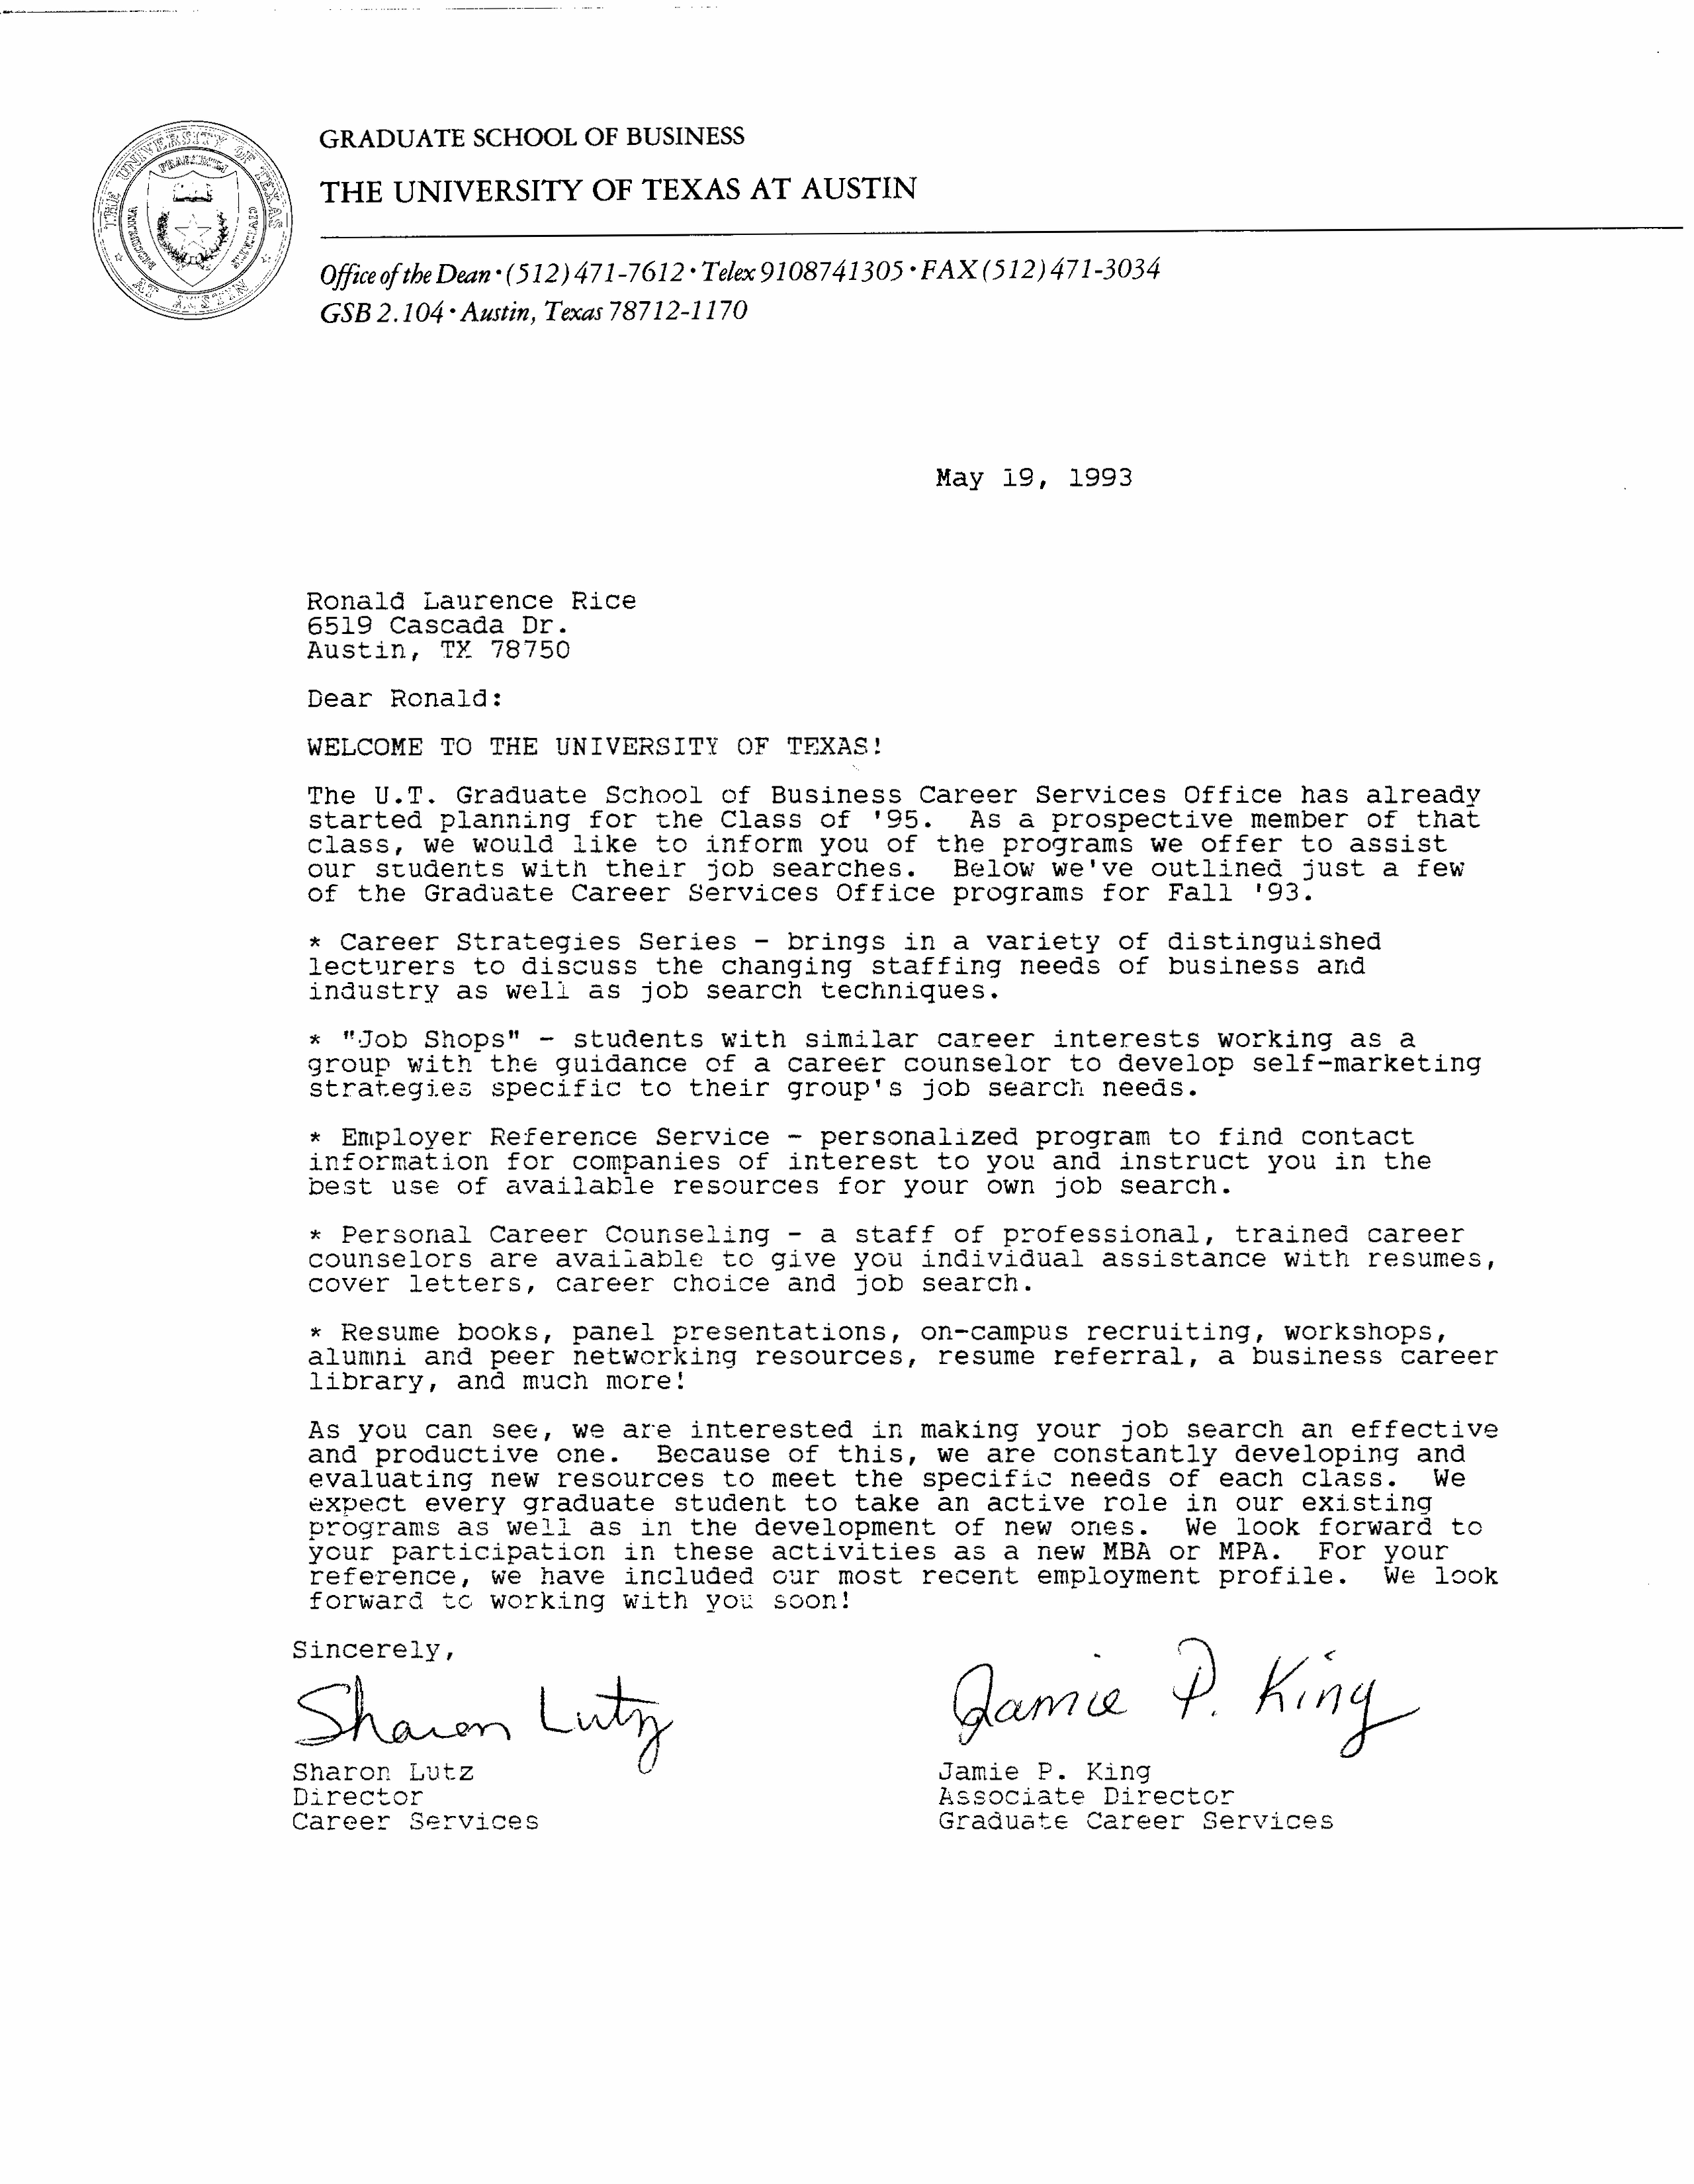 THE UNIVERSITY OF TEXAS
AT AUSTIN
DISCIPLINA PRAESIDIUM CIVITATIS
GRADUATE SCHOOL OF BUSINESS
THE UNIVERSITY OF TEXAS AT AUSTIN
Office of the Dean • (512) 471-7612 • Telex 9108741305 • FAX (512) 471-3034
GSB 2.104 • Austin, Texas 78712-1170
May 19, 1993
Ronald Laurence Rice
6519 Cascada Dr.
Austin, TX 78750
Dear Ronald:
WELCOME TO THE UNIVERSITY OF TEXAS!
The U.T. Graduate School of Business Career Services Office has already
started planning for the Class of '95.  As a prospective member of that
class, we would like to inform you of the programs we offer to assist
our students with their job searches.  Below we've outlined just a few
of the Graduate Career Services Office programs for Fall '93.
* Career Strategies Series - brings in a variety of distinguished
lecturers to discuss the changing staffing needs of business and
industry as well as job search techniques.
* "Job Shops" - students with similar career interests working as a
group with the guidance of a career counselor to develop self-marketing
strategies specific to their group's job search needs.
* Employer Reference Service - personalized program to find contact
information for companies of interest to you and instruct you in the
best use of available resources for your own job search.
* Personal Career Counseling - a staff of professional, trained career
counselors are available to give you individual assistance with resumes,
cover letters, career choice and job search.
* Resume books, panel presentations, on-campus recruiting, workshops,
alumni and peer networking resources, resume referral, a business career
library, and much more!
As you can see, we are interested in making your job search an effective
and productive one.  Because of this, we are constantly developing and
evaluating new resources to meet the specific needs of each class.  We
expect every graduate student to take an active role in our existing
programs as well as in the development of new ones.  We look forward to
your participation in these activities as a new MBA or MPA.  For your
reference, we have included our most recent employment profile.  We look
forward to working with you soon!
Sincerely,
Sharon Lutz Jamie P. King
Sharon Lutz Jamie P. King
Director Associate Director
Career Services Graduate Career Services